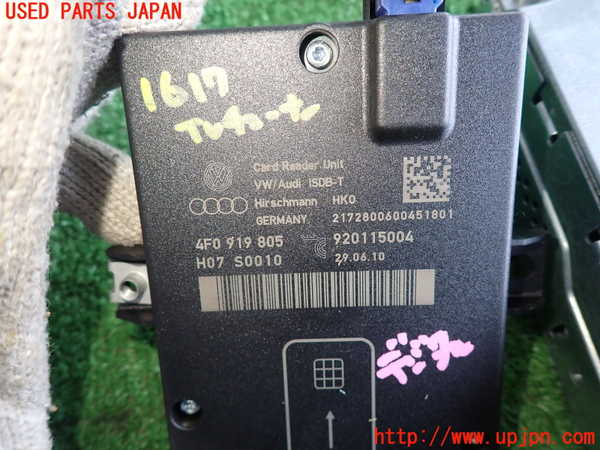 USED PARTS JAPAN
1617
TVチューナー
Card Reader Unit
VW/Audi ISDB-T
Hirschmann HK0
GERMANY 2172800600451801
4F0 919 805 920115004
H07 S0010 29.06.10
デジタル
http://www.upjpn.com/